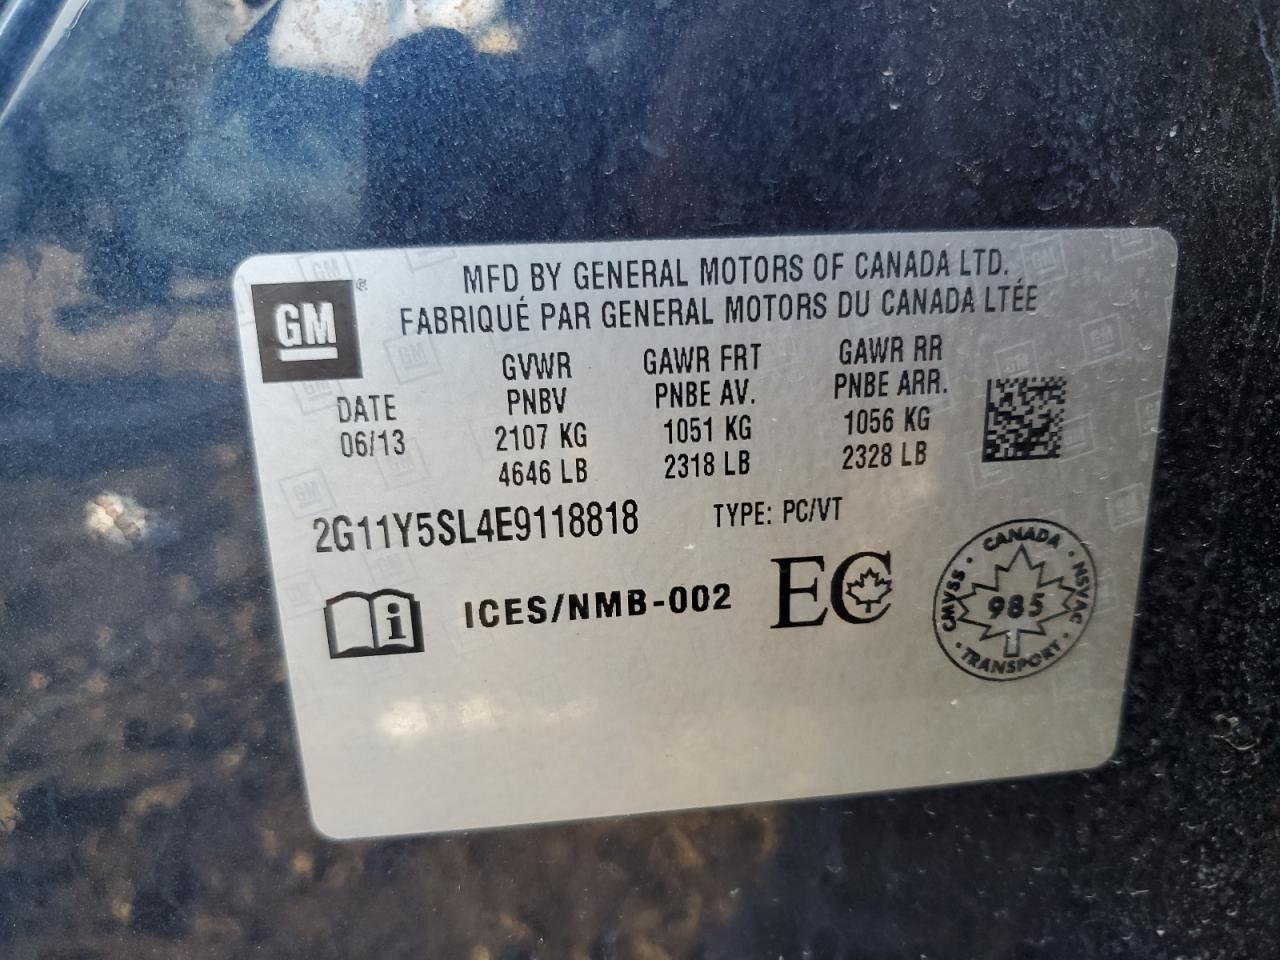 GM
MFD BY GENERAL MOTORS OF CANADA LTD.
FABRIQUÉ PAR GENERAL MOTORS DU CANADA LTÉE
DATE
06/13
GVWR
PNBV
2107 KG
4646 LB
GAWR FRT
PNBE AV.
1051 KG
2318 LB
GAWR RR
PNBE ARR.
1056 KG
2328 LB
2G11Y5SL4E9118818 TYPE: PC/VT
i ICES/NMB-002 EC
CANADA
CMVSS · NSVAC
985
TRANSPORT